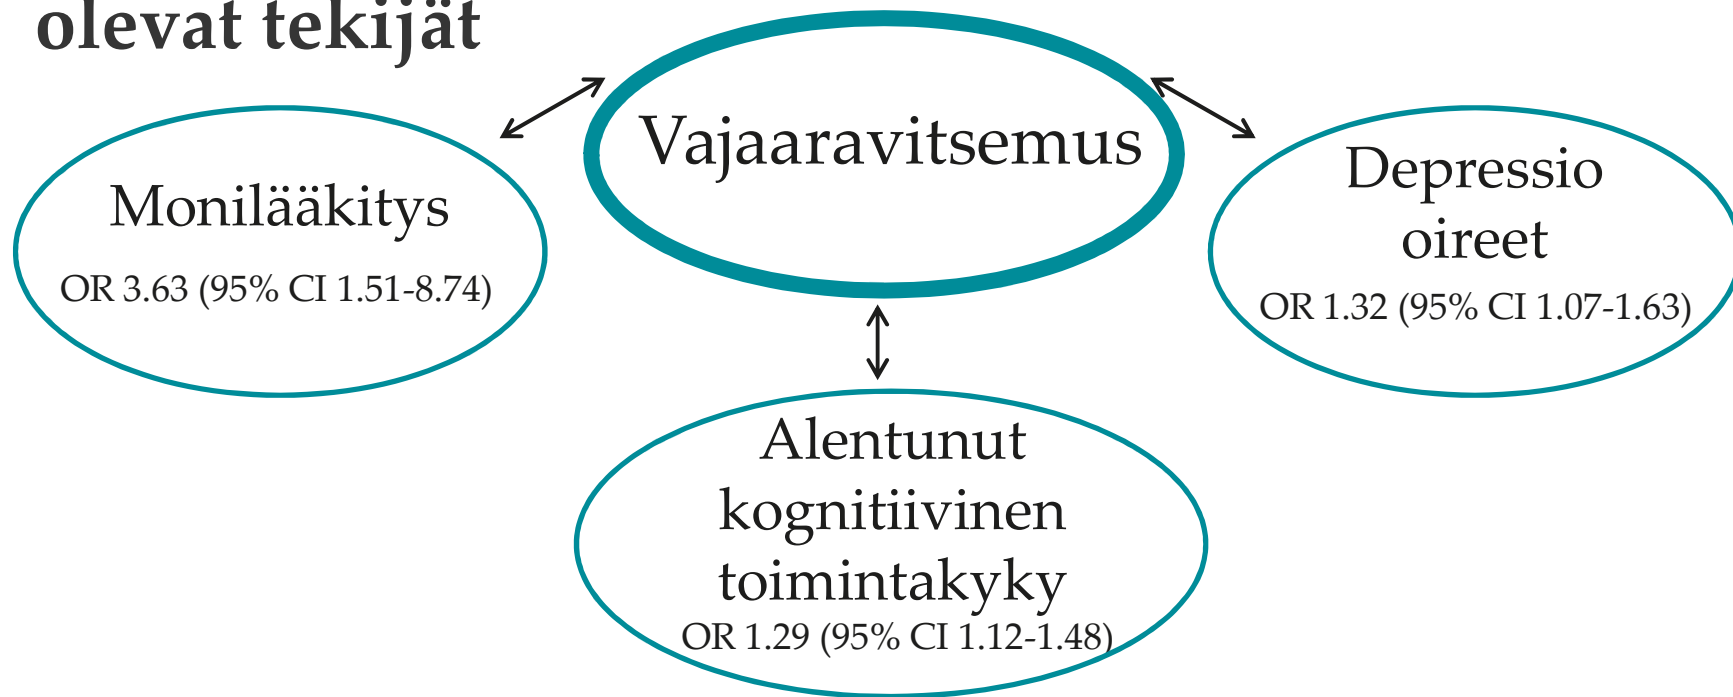 olevat tekijät
Vajaaravitsemus
Monilääkitys
OR 3.63 (95% CI 1.51-8.74)
Depressio
oireet
OR 1.32 (95% CI 1.07-1.63)
Alentunut
kognitiivinen
toimintakyky
OR 1.29 (95% CI 1.12-1.48)